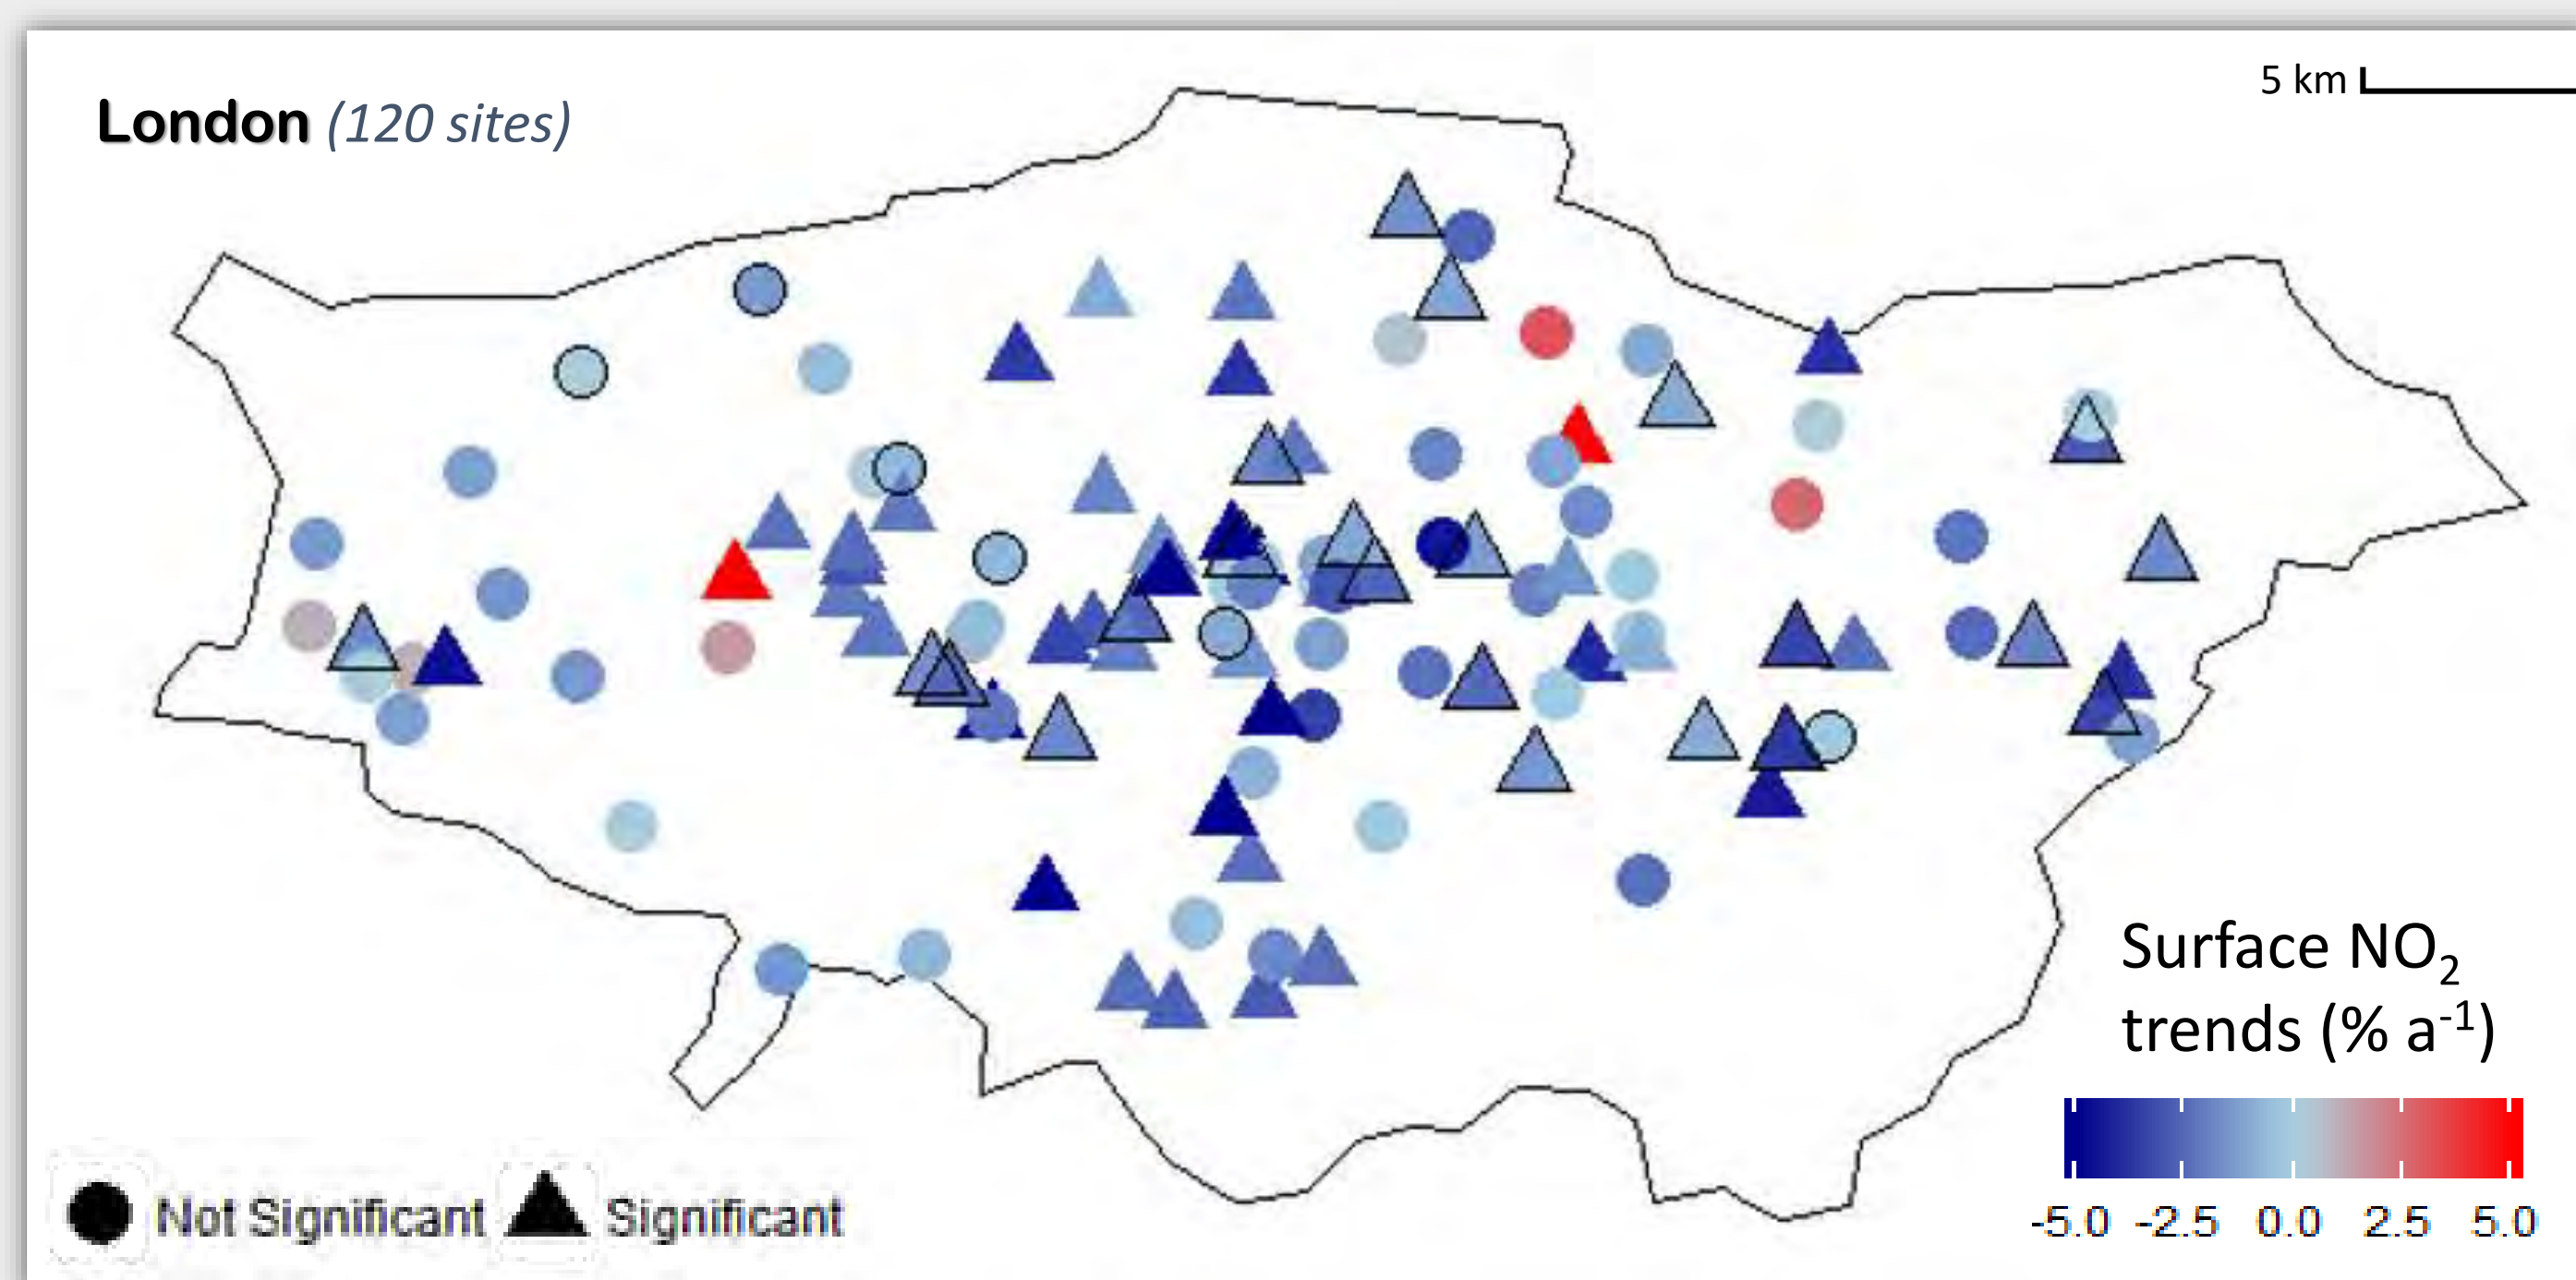 5 km
London (120 sites)
Surface NO₂
trends (% a⁻¹)
-5.0 -2.5 0.0 2.5 5.0
Not Significant Significant